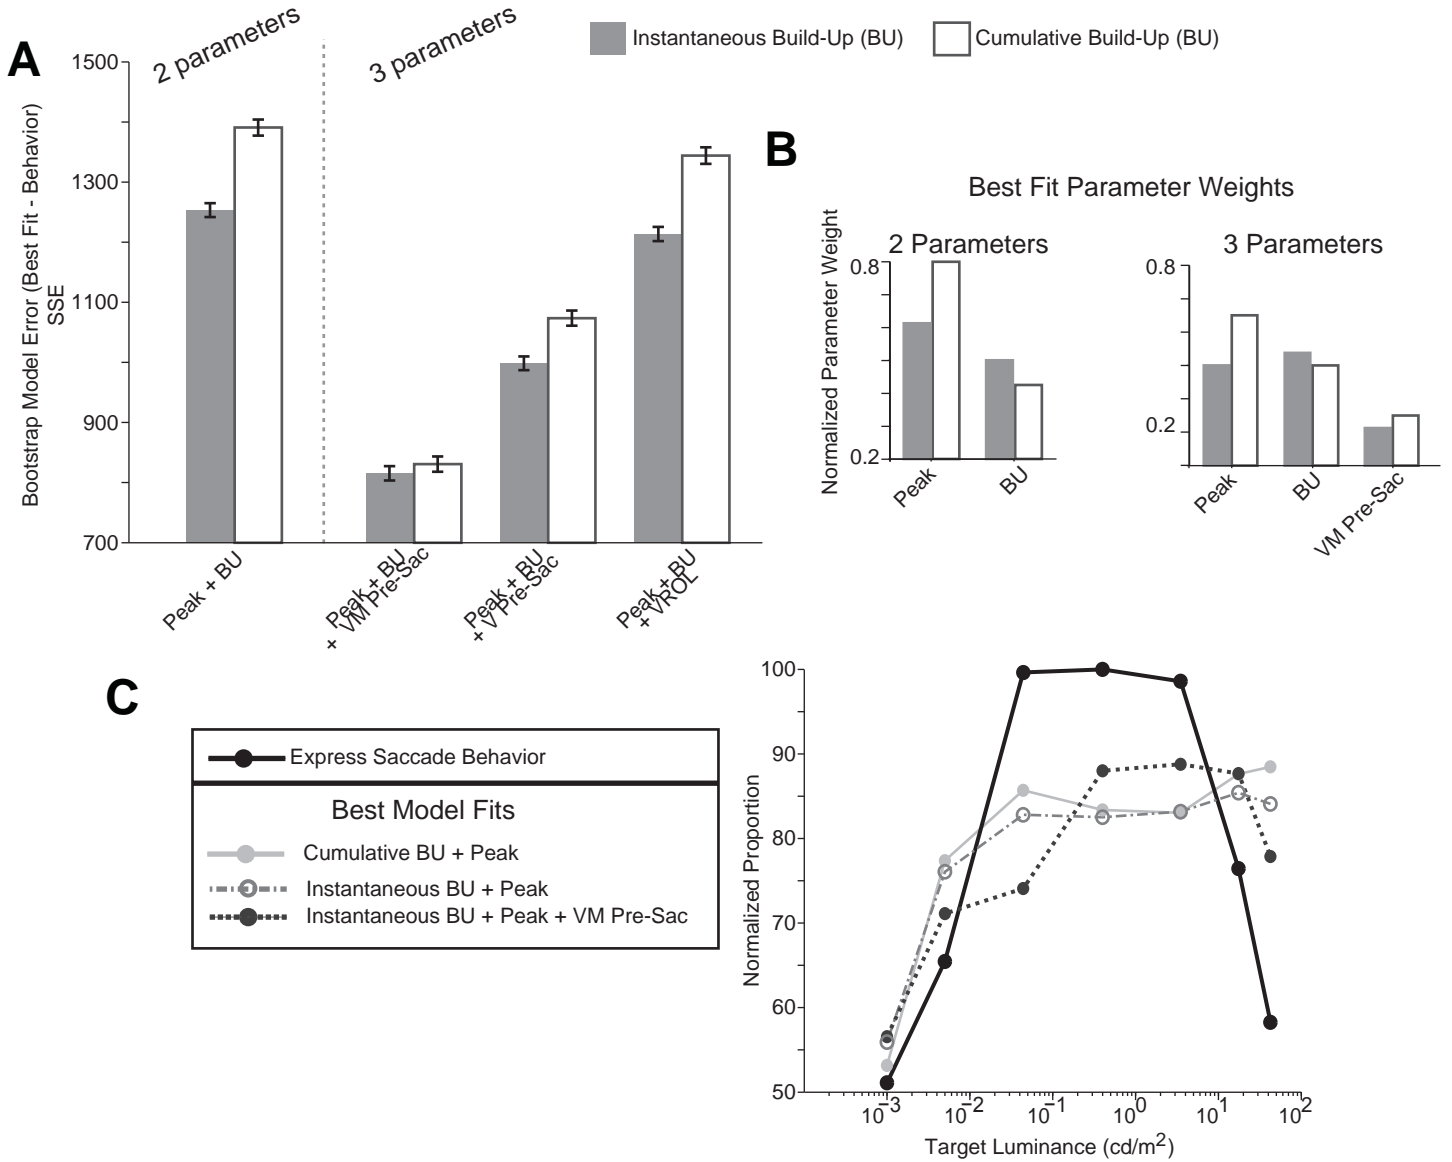 A
2 parameters
3 parameters
Instantaneous Build-Up (BU)
Cumulative Build-Up (BU)
Bootstrap Model Error (Best Fit - Behavior)
SSE
1500
1300
1100
900
700
Peak + BU
Peak + BU
+ VM Pre-Sac
Peak + BU
+ V Pre-Sac
Peak + BU
+ VROL
B
Best Fit Parameter Weights
Normalized Parameter Weight
2 Parameters
0.8
0.2
Peak
BU
3 Parameters
0.8
0.2
Peak
BU
VM Pre-Sac
C
Express Saccade Behavior
Best Model Fits
Cumulative BU + Peak
Instantaneous BU + Peak
Instantaneous BU + Peak + VM Pre-Sac
Normalized Proportion
100
90
80
70
60
50
10⁻³ 10⁻² 10⁻¹ 10⁰ 10¹ 10²
Target Luminance (cd/m²)